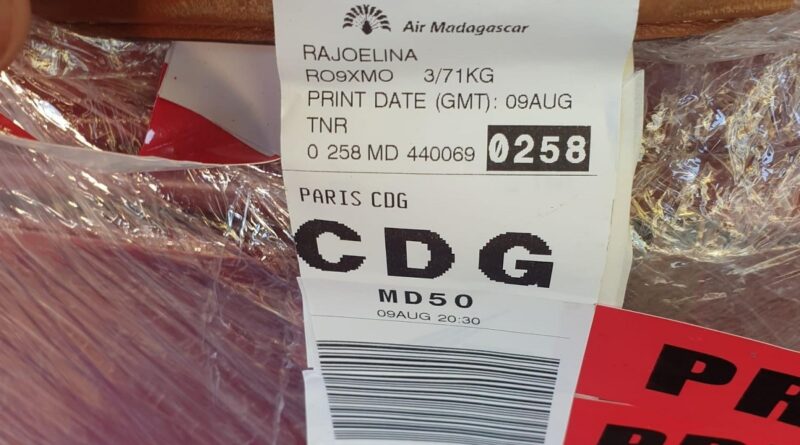 Air Madagascar
RAJOELINA
RO9XMO 3/71KG
PRINT DATE (GMT): 09AUG
TNR
0 258 MD 440069 0258
PARIS CDG
CDG
MD50
09AUG 20:30